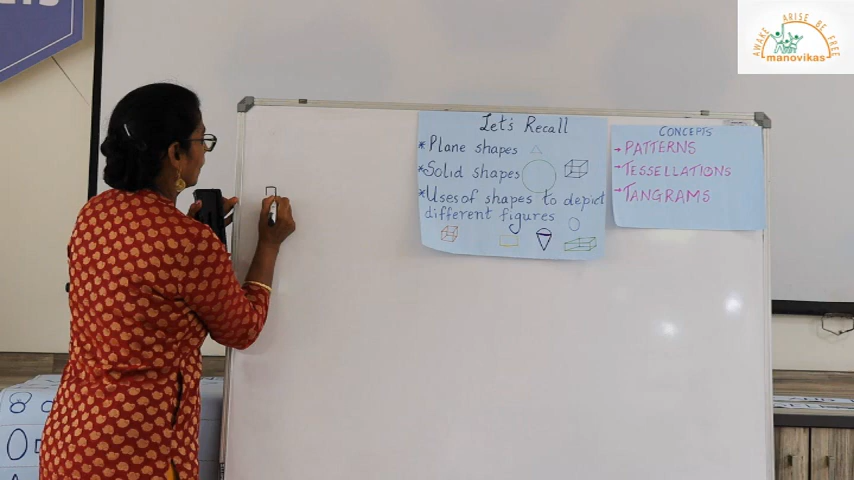 AWAKE ARISE BE FREE
manovikas
Let's Recall
* Plane shapes
* Solid shapes
* Uses of shapes to depict
different figures
CONCEPTS
→ PATTERNS
→ TESSELLATIONS
→ TANGRAMS